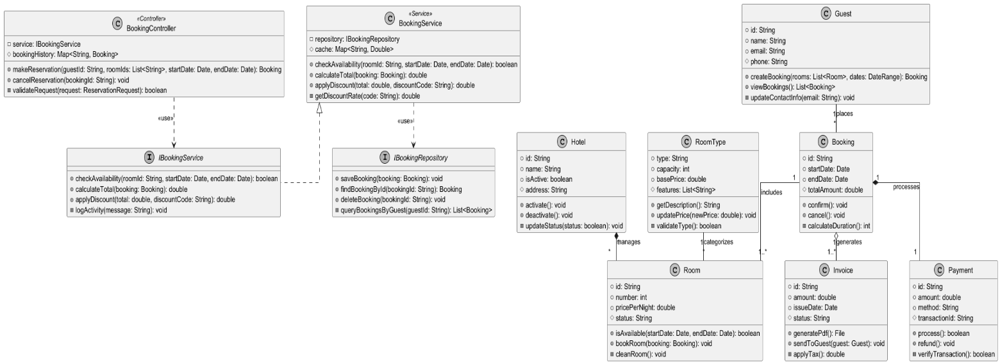 C
«Controller»
BookingController
service: IBookingService
bookingHistory: Map<String, Booking>
makeReservation(guestId: String, roomIds: List<String>, startDate: Date, endDate: Date): Booking
cancelReservation(bookingId: String): void
validateRequest(request: ReservationRequest): boolean
C
«Service»
BookingService
repository: IBookingRepository
cache: Map<String, Double>
checkAvailability(roomId: String, startDate: Date, endDate: Date): boolean
calculateTotal(booking: Booking): double
applyDiscount(total: double, discountCode: String): double
getDiscountRate(code: String): double
C Guest
id: String
name: String
email: String
phone: String
createBooking(rooms: List<Room>, dates: DateRange): Booking
viewBookings(): List<Booking>
updateContactInfo(email: String): void
«use»
«use»
1
places
*
I IBookingService
checkAvailability(roomId: String, startDate: Date, endDate: Date): boolean
calculateTotal(booking: Booking): double
applyDiscount(total: double, discountCode: String): double
logActivity(message: String): void
I IBookingRepository
saveBooking(booking: Booking): void
findBookingById(bookingId: String): Booking
deleteBooking(bookingId: String): void
queryBookingsByGuest(guestId: String): List<Booking>
C Hotel
id: String
name: String
isActive: boolean
address: String
activate(): void
deactivate(): void
updateStatus(status: boolean): void
C RoomType
type: String
capacity: int
basePrice: double
features: List<String>
getDescription(): String
updatePrice(newPrice: double): void
validateType(): boolean
C Booking
id: String
startDate: Date
endDate: Date
totalAmount: double
confirm(): void
cancel(): void
calculateDuration(): int
1
includes
1..*
1
processes
1
manages
*
1
categorizes
*
1
generates
1..*
C Room
id: String
number: int
pricePerNight: double
status: String
isAvailable(startDate: Date, endDate: Date): boolean
bookRoom(booking: Booking): void
cleanRoom(): void
C Invoice
id: String
amount: double
issueDate: Date
status: String
generatePdf(): File
sendToGuest(guest: Guest): void
applyTax(): double
C Payment
id: String
amount: double
method: String
transactionId: String
process(): boolean
refund(): void
verifyTransaction(): boolean